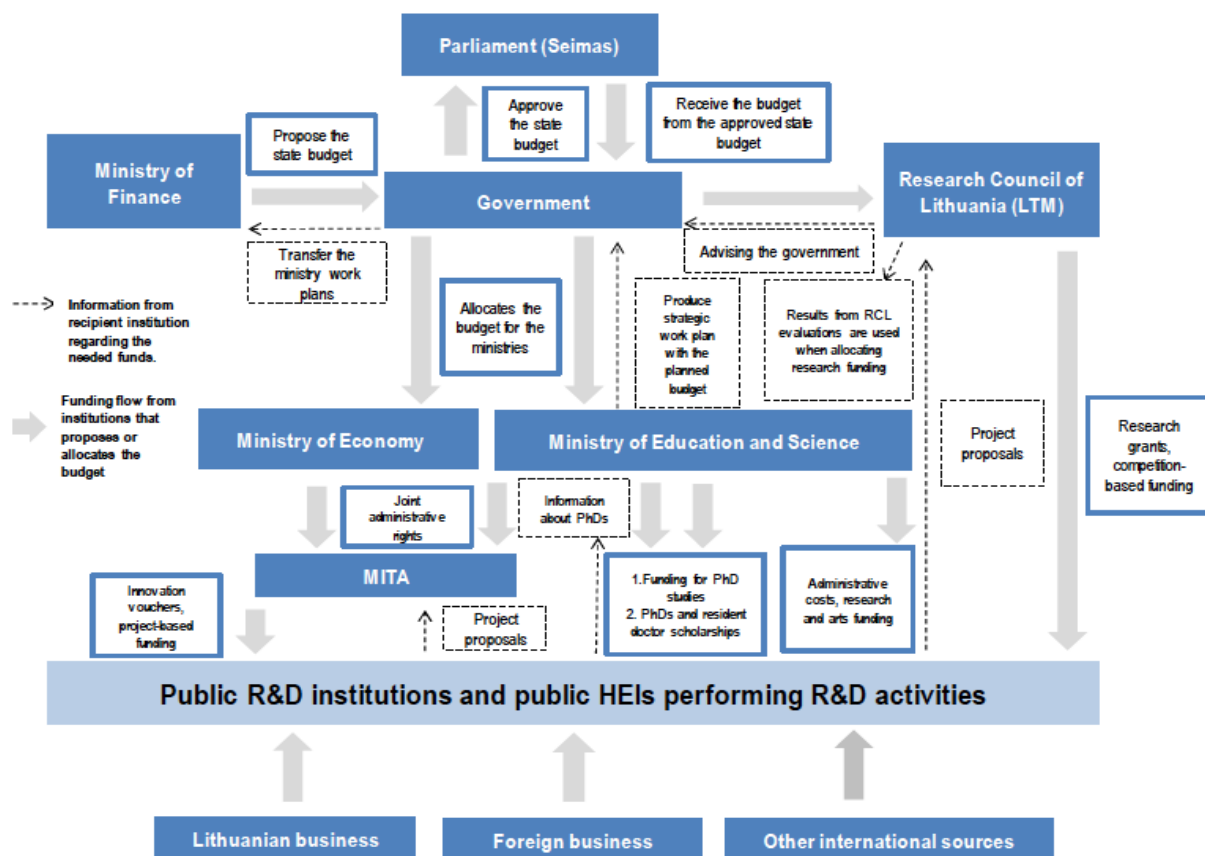 Parliament (Seimas)
Propose the
state budget
Approve
the state
budget
Receive the budget
from the approved state
budget
Ministry of
Finance
Government
Research Council of
Lithuania (LTM)
Transfer the
ministry work
plans
Advising the government
Information from
recipient institution
regarding the
needed funds.
Allocates the
budget for the
ministries
Produce
strategic
work plan
with the
planned
budget
Results from RCL
evaluations are used
when allocating
research funding
Funding flow from
institutions that
proposes or
allocates the
budget
Ministry of Economy
Ministry of Education and Science
Project
proposals
Research
grants,
competition-
based funding
Joint
administrative
rights
Information
about PhDs
MITA
Innovation
vouchers,
project-based
funding
Project
proposals
1.Funding for PhD
studies
2. PhDs and resident
doctor scholarships
Administrative
costs, research
and arts funding
Public R&D institutions and public HEIs performing R&D activities
Lithuanian business
Foreign business
Other international sources